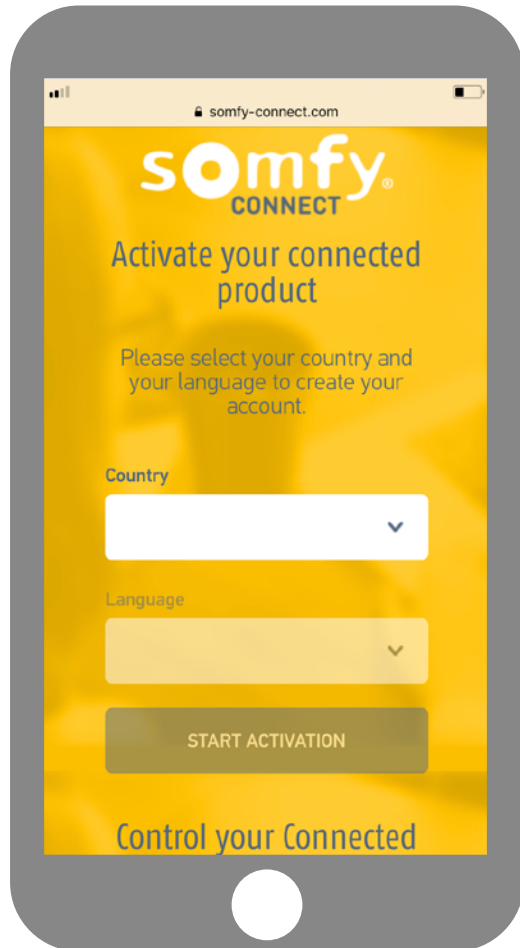 somfy-connect.com
somfy®
CONNECT
Activate your connected
product
Please select your country and
your language to create your
account.
Country
Language
START ACTIVATION
Control your Connected